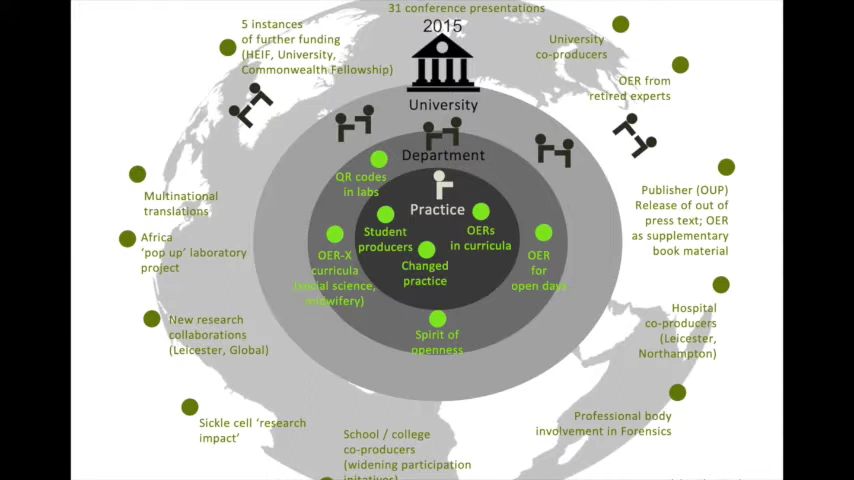 31 conference presentations
2015
5 instances
of further funding
(HEIF, University,
Commonwealth Fellowship)
University
co-producers
OER from
retired experts
University
Department
QR codes
in labs
Practice
Student
producers
OERs
in curricula
Changed
practice
OER-X
curricula
(social science,
midwifery)
OER
for
open days
Spirit of
openness
Multinational
translations
Africa
‘pop up’ laboratory
project
New research
collaborations
(Leicester, Global)
Sickle cell ‘research
impact’
School / college
co-producers
(widening participation
initatives)
Publisher (OUP)
Release of out of
press text; OER
as supplementary
book material
Hospital
co-producers
(Leicester,
Northampton)
Professional body
involvement in Forensics